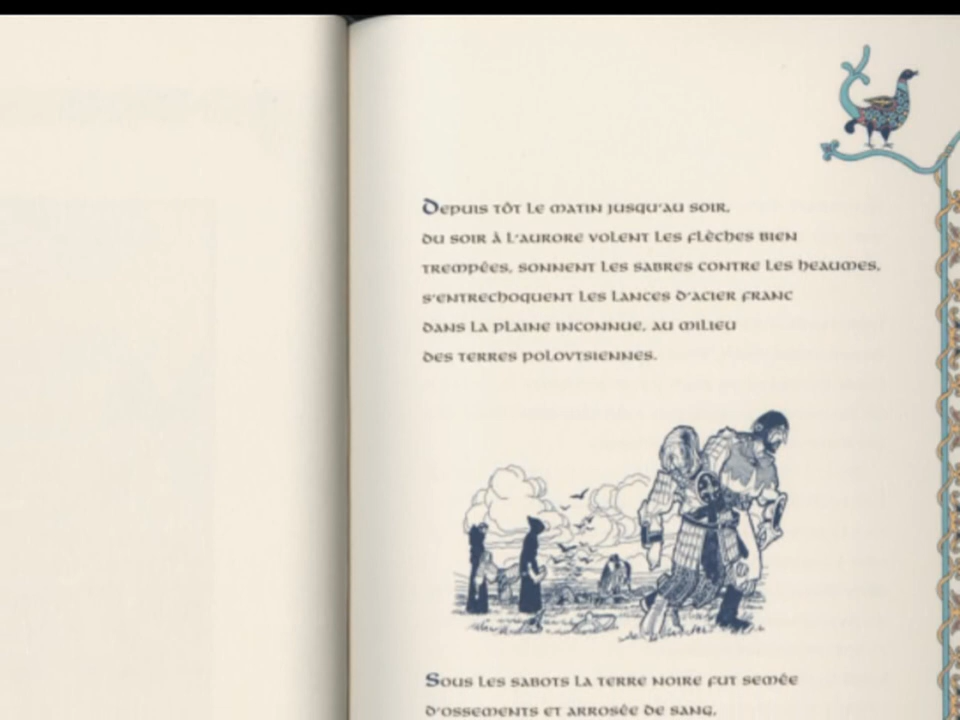 Depuis tôt le matin jusqu'au soir,
du soir à l'aurore volent les flèches bien
trempées, sonnent les sabres contre les heaumes,
s'entrechoquent les lances d'acier franc
dans la plaine inconnue, au milieu
des terres polovtsiennes.
Sous les sabots la terre noire fut semée
d'ossements et arrosée de sang,